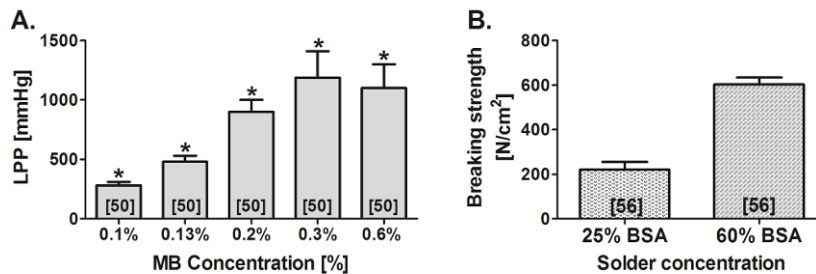 A.
LPP [mmHg]
1500
1000
500
0
* * * * *
[50] [50] [50] [50] [50]
0.1% 0.13% 0.2% 0.3% 0.6%
MB Concentration [%]
B.
Breaking strength
[N/cm²]
800
600
400
200
0
[56] [56]
25% BSA 60% BSA
Solder concentration